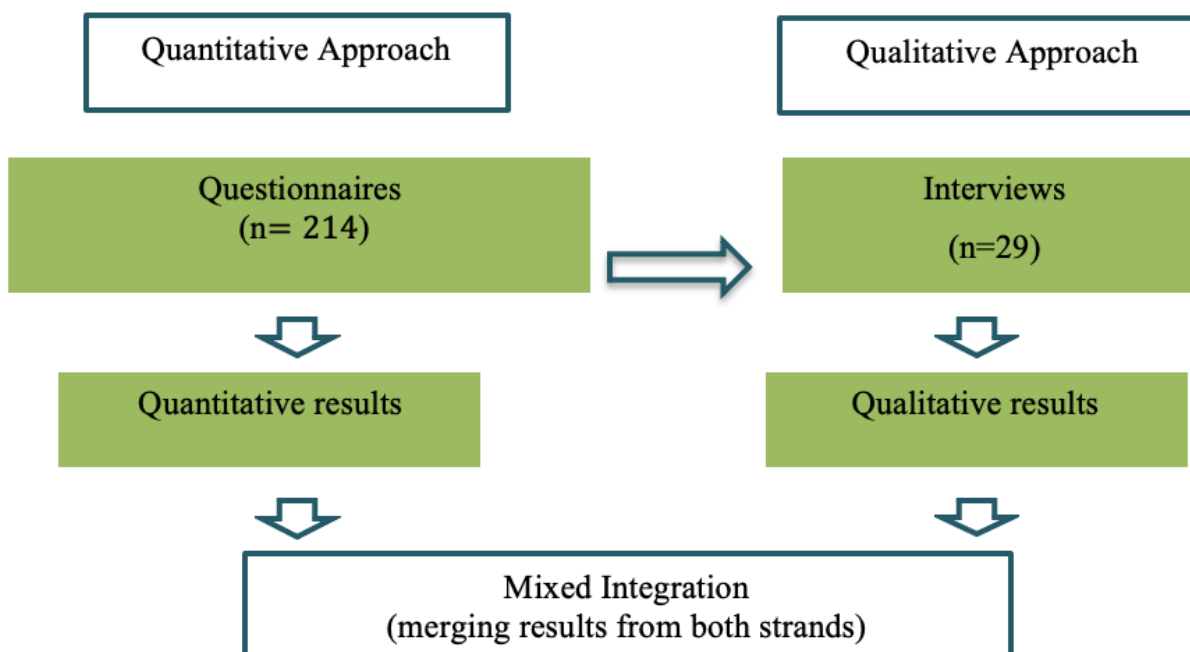 Quantitative Approach
Qualitative Approach
Questionnaires
(n= 214)
Interviews
(n=29)
Quantitative results
Qualitative results
Mixed Integration
(merging results from both strands)